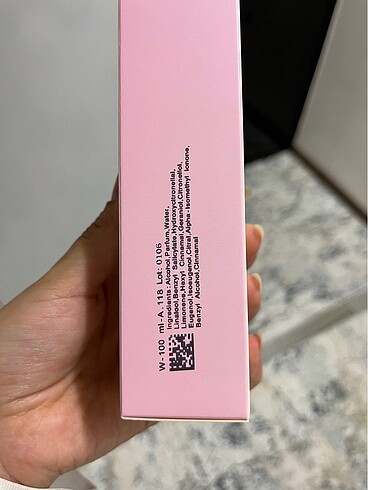 W-100 ml-A.118 Lot: 0106
Ingredients: Alcohol,Parfum,Water,
Linalool,Benzyl Salicylate,Hydroxycitronellal,
Limonene,Hexyl Cinnamal,Geraniol,Citronellol,
Eugenol,Isoeugenol,Citral,Alpha-Isomethyl Ionone,
Benzyl Alcohol,Cinnamal